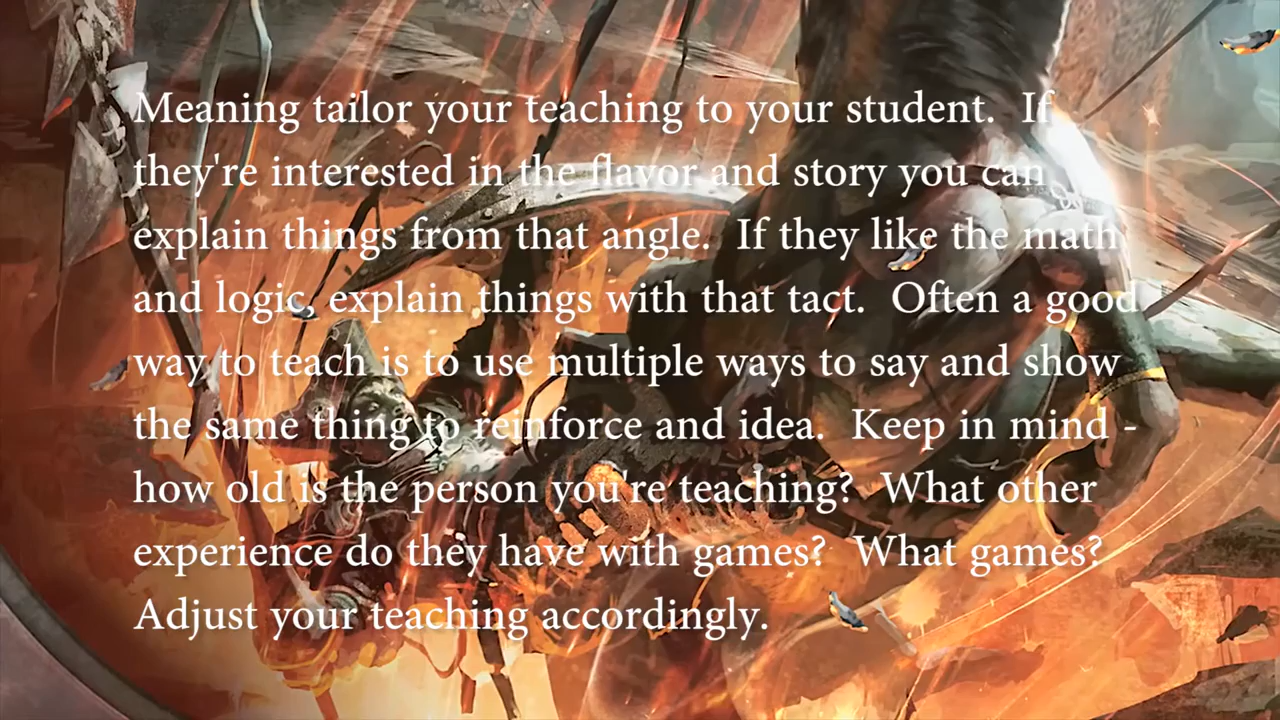 Meaning tailor your teaching to your student.  If
they're interested in the flavor and story you can
explain things from that angle.  If they like the math
and logic, explain things with that tact.  Often a good
way to teach is to use multiple ways to say and show
the same thing to reinforce and idea.  Keep in mind -
how old is the person you're teaching?  What other
experience do they have with games?  What games?
Adjust your teaching accordingly.